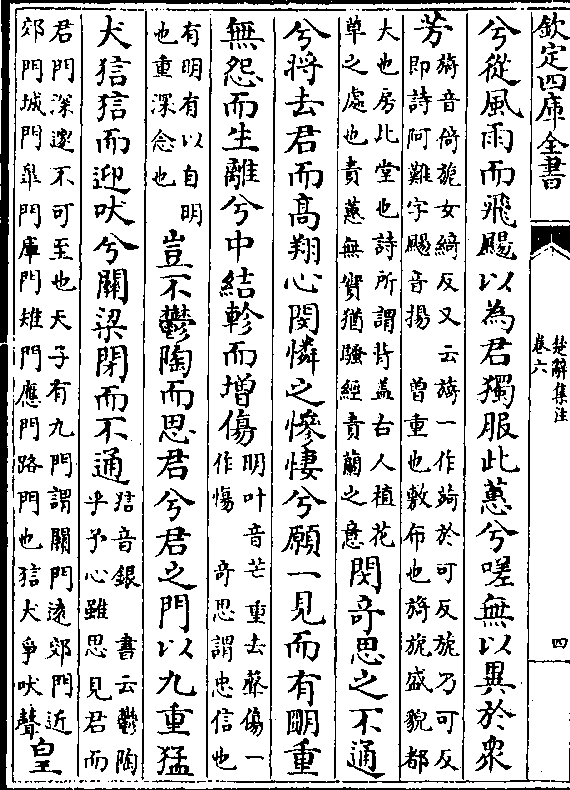 欽定四庫全書
楚辭集注
卷六
四
兮從風雨而飛颺以為君獨服此蕙兮嗟無以異於衆
芳
旖音倚旎女綺反又云旖一作䔾於可反旎乃可反
即詩阿難字颺音揚　曾重也敷布也旖旎盛貌都
大也房北堂也詩所謂背盖古人植花
草之處也責蕙無實猶騷經責蘭之意
閔奇思之不通
兮將去君而高翔心閔憐之慘悽兮願一見而有眀重
無怨而生離兮中結軫而增傷
明叶音芒重去聲傷一
作慯　奇思謂忠信也
有明有以自明
也重深念也
豈不鬱陶而思君兮君之門以九重猛
犬狺狺而迎吠兮關梁閉而不通
狺音銀　書云鬱陶
乎予心雖思見君而
君門深邃不可至也天子有九門謂關門遠郊門近
郊門城門臯門庫門雉門應門路門也狺犬爭吠聲
皇